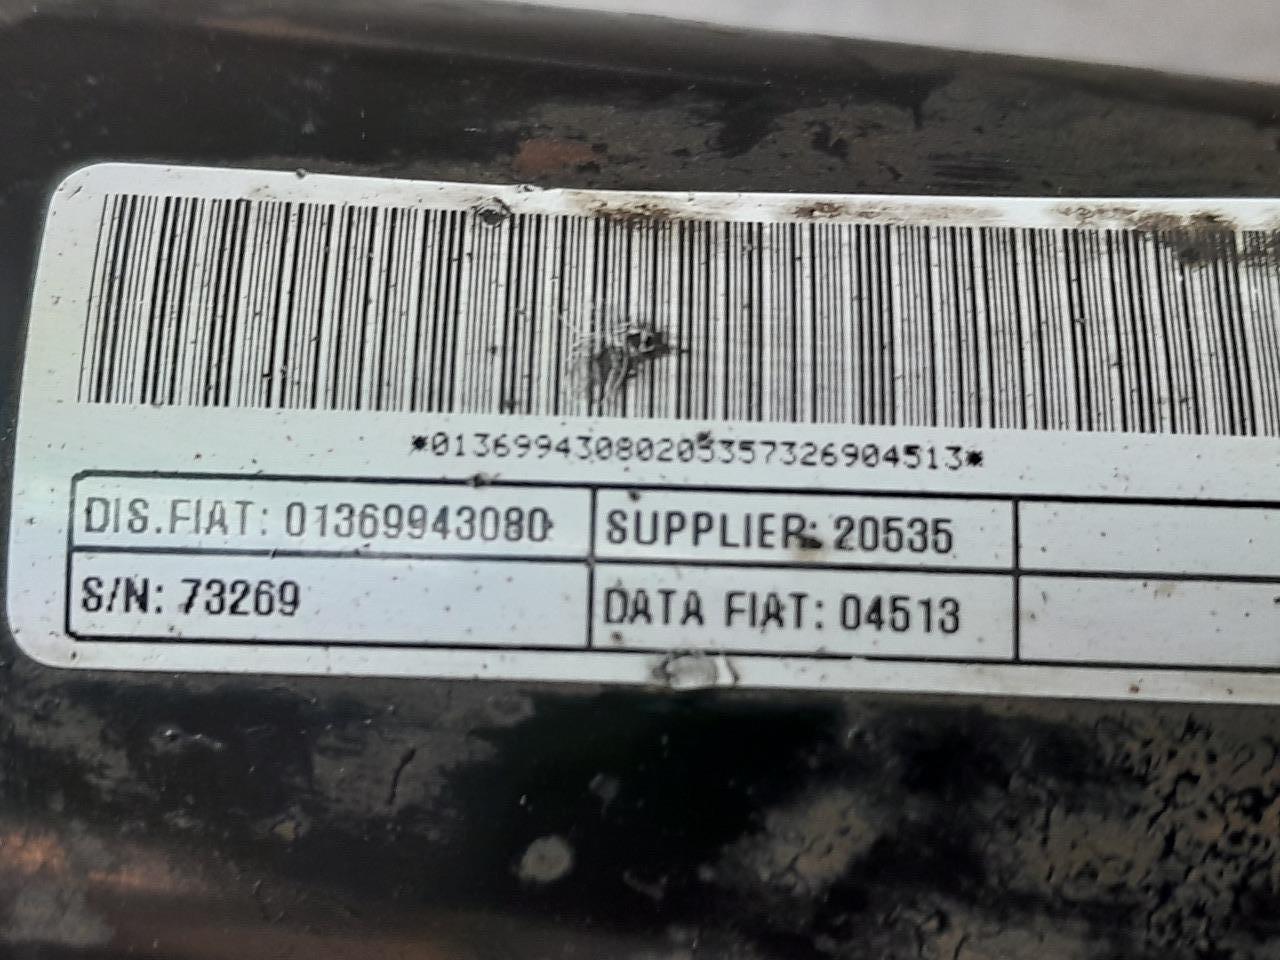 *01369943080205357326904513*
DIS.FIAT: 01369943080
SUPPLIER: 20535
S/N: 73269
DATA FIAT: 04513